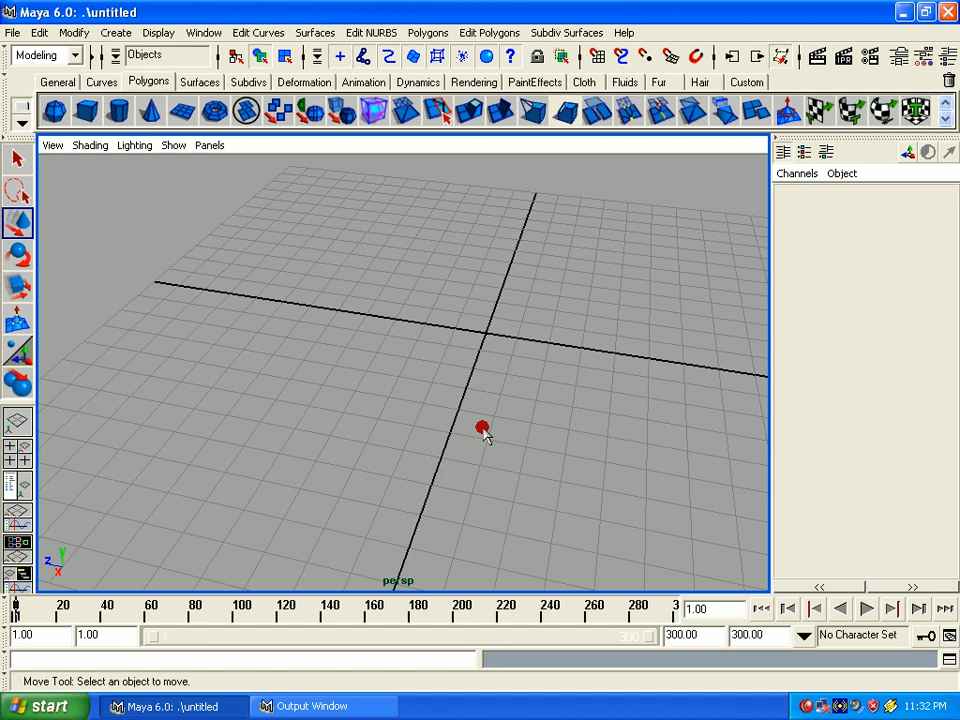 Maya 6.0: .\untitled
File Edit Modify Create Display Window Edit Curves Surfaces Edit NURBS Polygons Edit Polygons Subdiv Surfaces Help
Modeling Objects
General Curves Polygons Surfaces Subdivs Deformation Animation Dynamics Rendering PaintEffects Cloth Fluids Fur Hair Custom
View Shading Lighting Show Panels
Channels Object
y
z
x
persp
<< >>
20 40 60 80 100 120 140 160 180 200 220 240 260 280 3 1.00
1.00 1.00 1 300 300.00 300.00 No Character Set
Move Tool: Select an object to move.
start Maya 6.0: .\untitled Output Window 11:32 PM